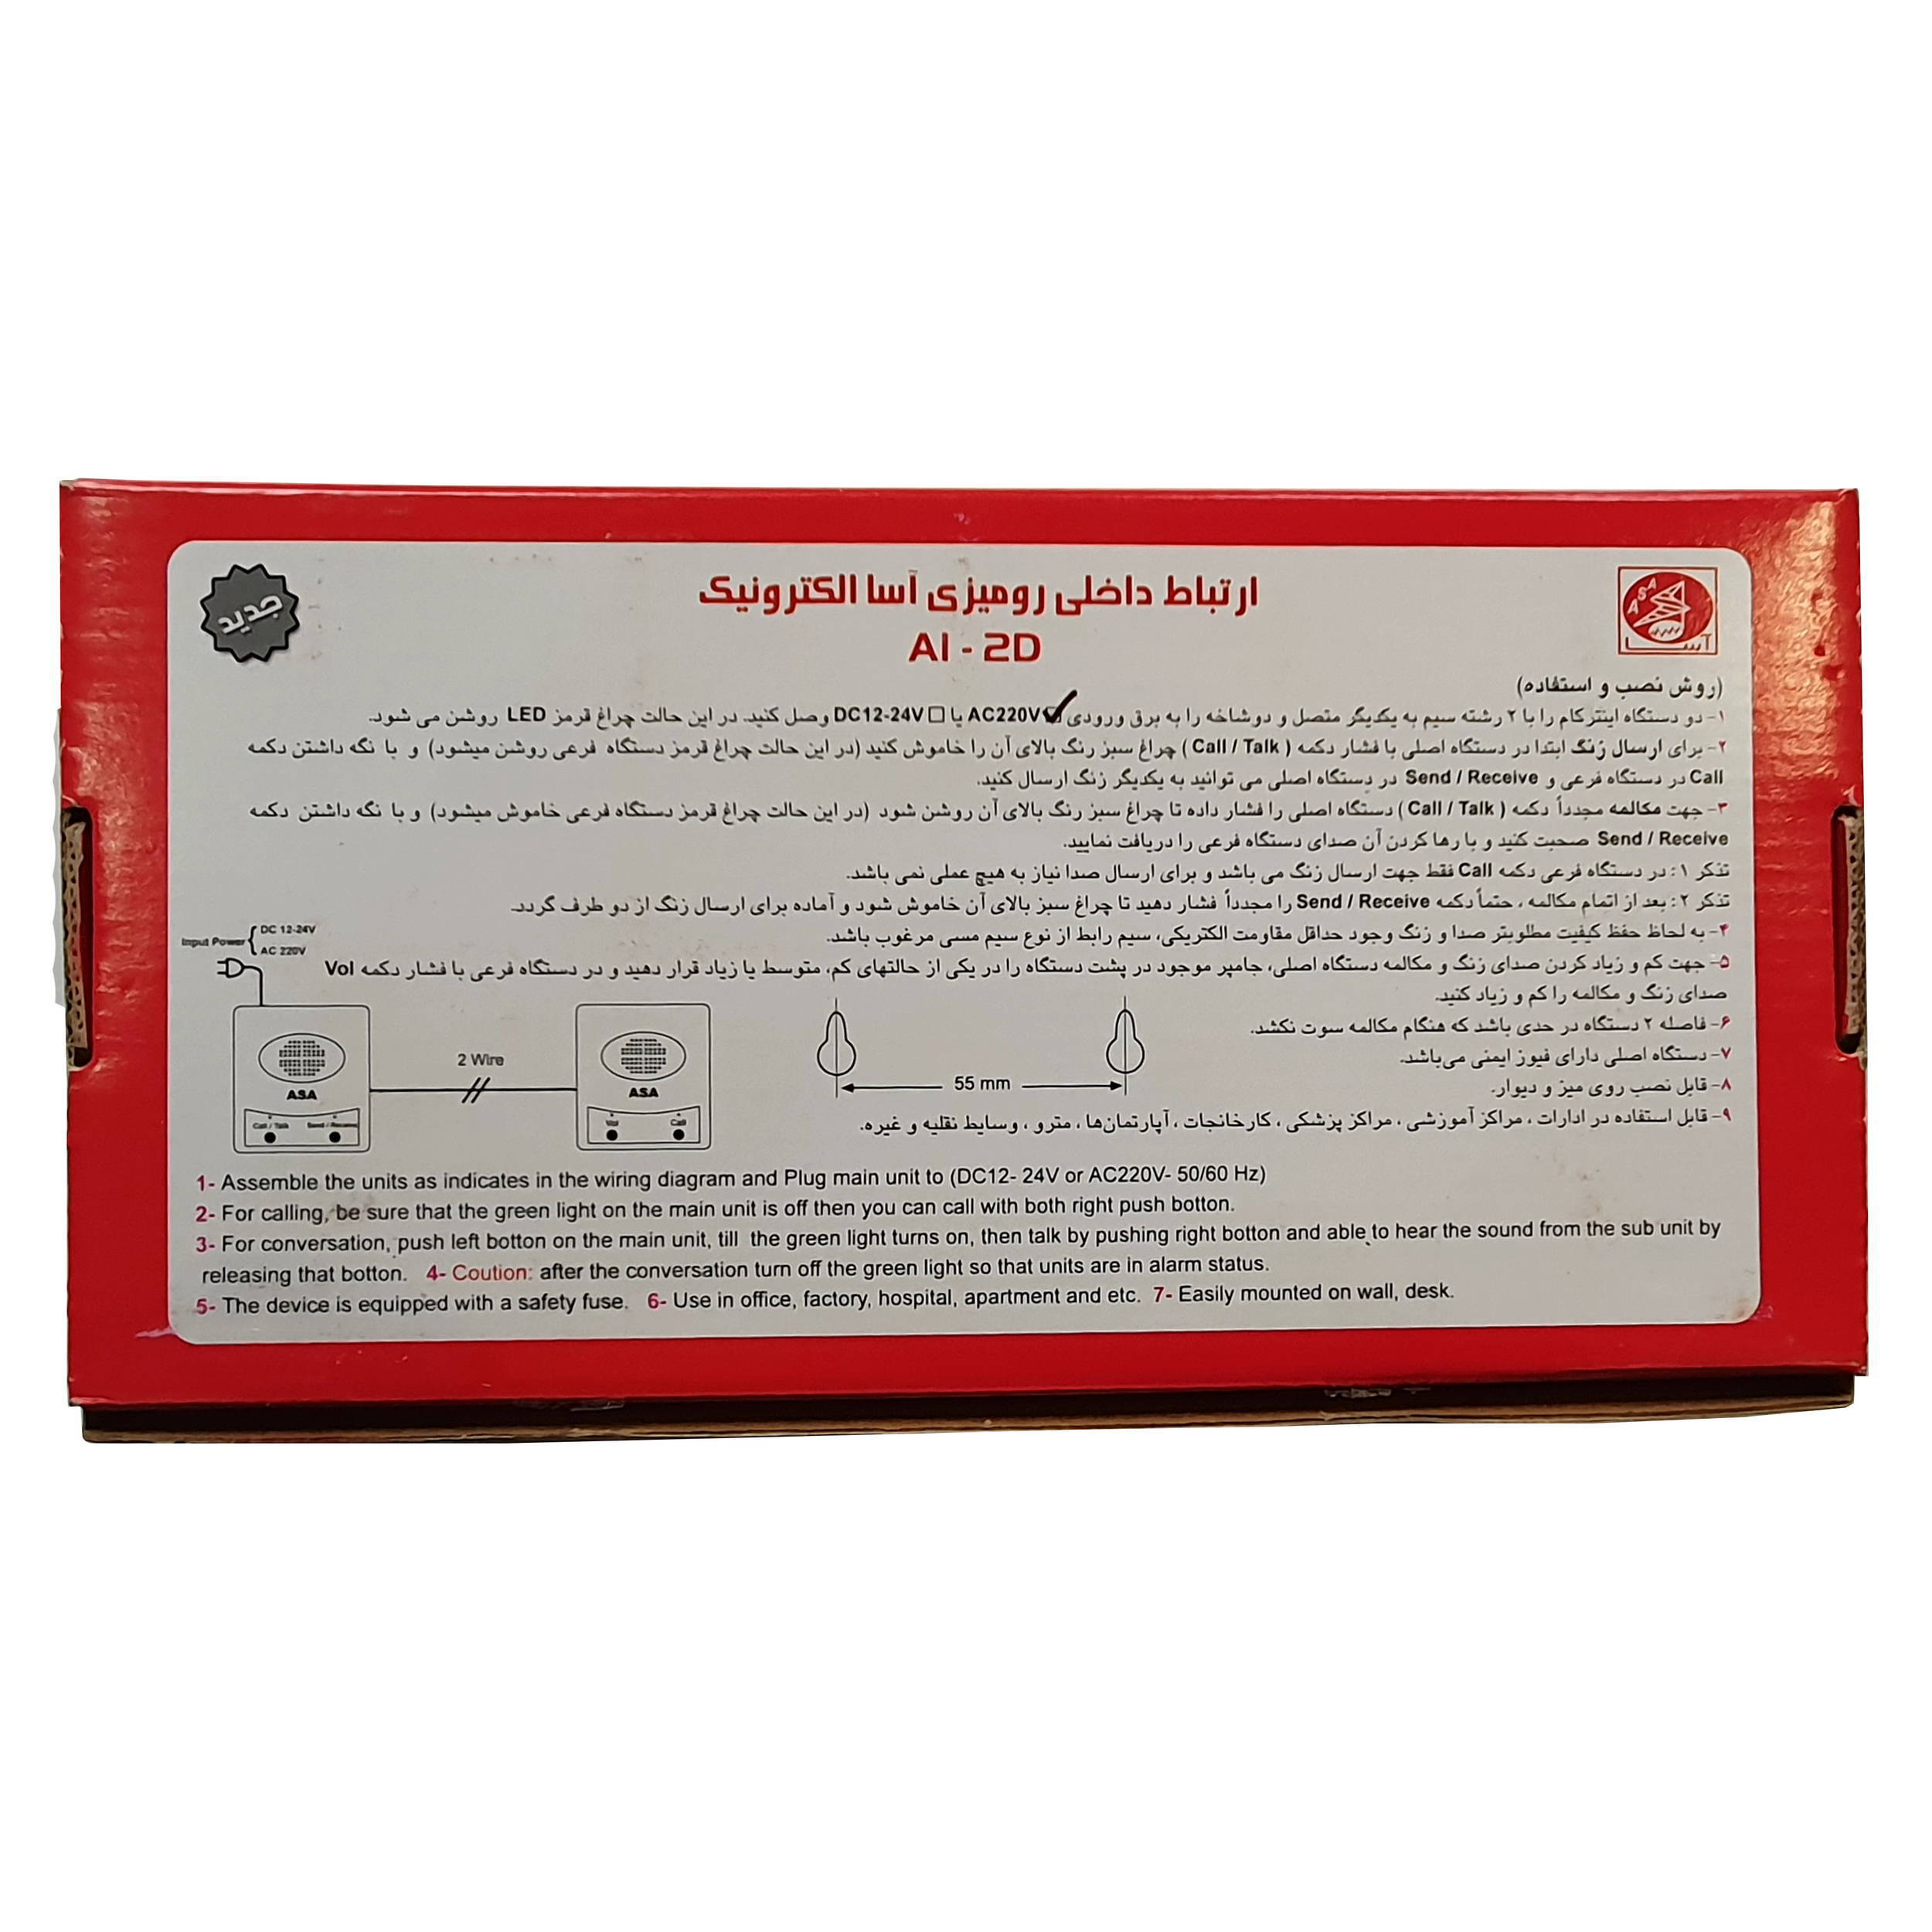 جدید
ارتباط داخلی رومیزی آسا الکترونیک
AI - 2D
ASA
آسا
(روش نصب و استفاده)
۱- دو دستگاه اینترکام را با ۲ رشته سیم به یکدیگر متصل و دوشاخه را به برق ورودی AC220V یا DC12-24V وصل کنید. در این حالت چراغ قرمز LED روشن می شود.
۲- برای ارسال زنگ ابتدا در دستگاه اصلی با فشار دکمه ( Call / Talk ) چراغ سبز رنگ بالای آن را خاموش کنید (در این حالت چراغ قرمز دستگاه فرعی روشن میشود) و با نگه داشتن دکمه
Call در دستگاه فرعی و Send / Receive در دستگاه اصلی می توانید به یکدیگر زنگ ارسال کنید.
۳- جهت مکالمه مجدداً دکمه ( Call / Talk ) دستگاه اصلی را فشار داده تا چراغ سبز رنگ بالای آن روشن شود (در این حالت چراغ قرمز دستگاه فرعی خاموش میشود) و با نگه داشتن دکمه
Send / Receive صحبت کنید و با رها کردن آن صدای دستگاه فرعی را دریافت نمایید.
تذکر ۱ : در دستگاه فرعی دکمه Call فقط جهت ارسال زنگ می باشد و برای ارسال صدا نیاز به هیچ عملی نمی باشد.
تذکر ۲ : بعد از اتمام مکالمه ، حتماً دکمه Send / Receive را مجدداً فشار دهید تا چراغ سبز بالای آن خاموش شود و آماده برای ارسال زنگ از دو طرف گردد.
۴- به لحاظ حفظ کیفیت مطلوبتر صدا و زنگ وجود حداقل مقاومت الکتریکی، سیم رابط از نوع سیم مسی مرغوب باشد.
۵- جهت کم و زیاد کردن صدای زنگ و مکالمه دستگاه اصلی، جامپر موجود در پشت دستگاه را در یکی از حالتهای کم، متوسط یا زیاد قرار دهید و در دستگاه فرعی با فشار دکمه Vol
صدای زنگ و مکالمه را کم و زیاد کنید.
۶- فاصله ۲ دستگاه در حدی باشد که هنگام مکالمه سوت نکشد.
۷- دستگاه اصلی دارای فیوز ایمنی می‌باشد.
۸- قابل نصب روی میز و دیوار.
۹- قابل استفاده در ادارات ، مراکز آموزشی ، مراکز پزشکی ، کارخانجات ، آپارتمان‌ها ، مترو ، وسایط نقلیه و غیره.
Input Power
DC 12-24V
AC 220V
ASA
Call / Talk Send / Receive
2 Wire
ASA
Vol Call
55 mm
1- Assemble the units as indicates in the wiring diagram and Plug main unit to (DC12- 24V or AC220V- 50/60 Hz)
2- For calling, be sure that the green light on the main unit is off then you can call with both right push botton.
3- For conversation, push left botton on the main unit, till the green light turns on, then talk by pushing right botton and able to hear the sound from the sub unit by
releasing that botton. 4- Coution: after the conversation turn off the green light so that units are in alarm status.
5- The device is equipped with a safety fuse. 6- Use in office, factory, hospital, apartment and etc. 7- Easily mounted on wall, desk.